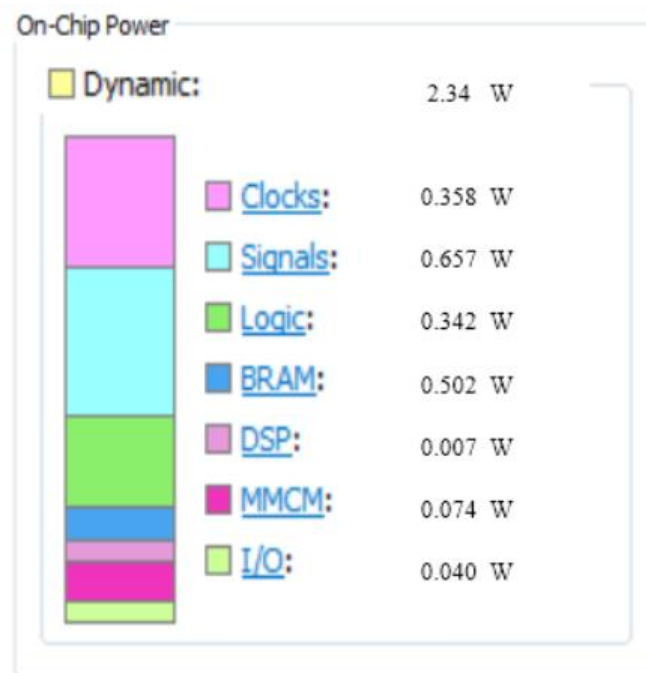 On-Chip Power
Dynamic: 2.34 W
Clocks: 0.358 W
Signals: 0.657 W
Logic: 0.342 W
BRAM: 0.502 W
DSP: 0.007 W
MMCM: 0.074 W
I/O: 0.040 W